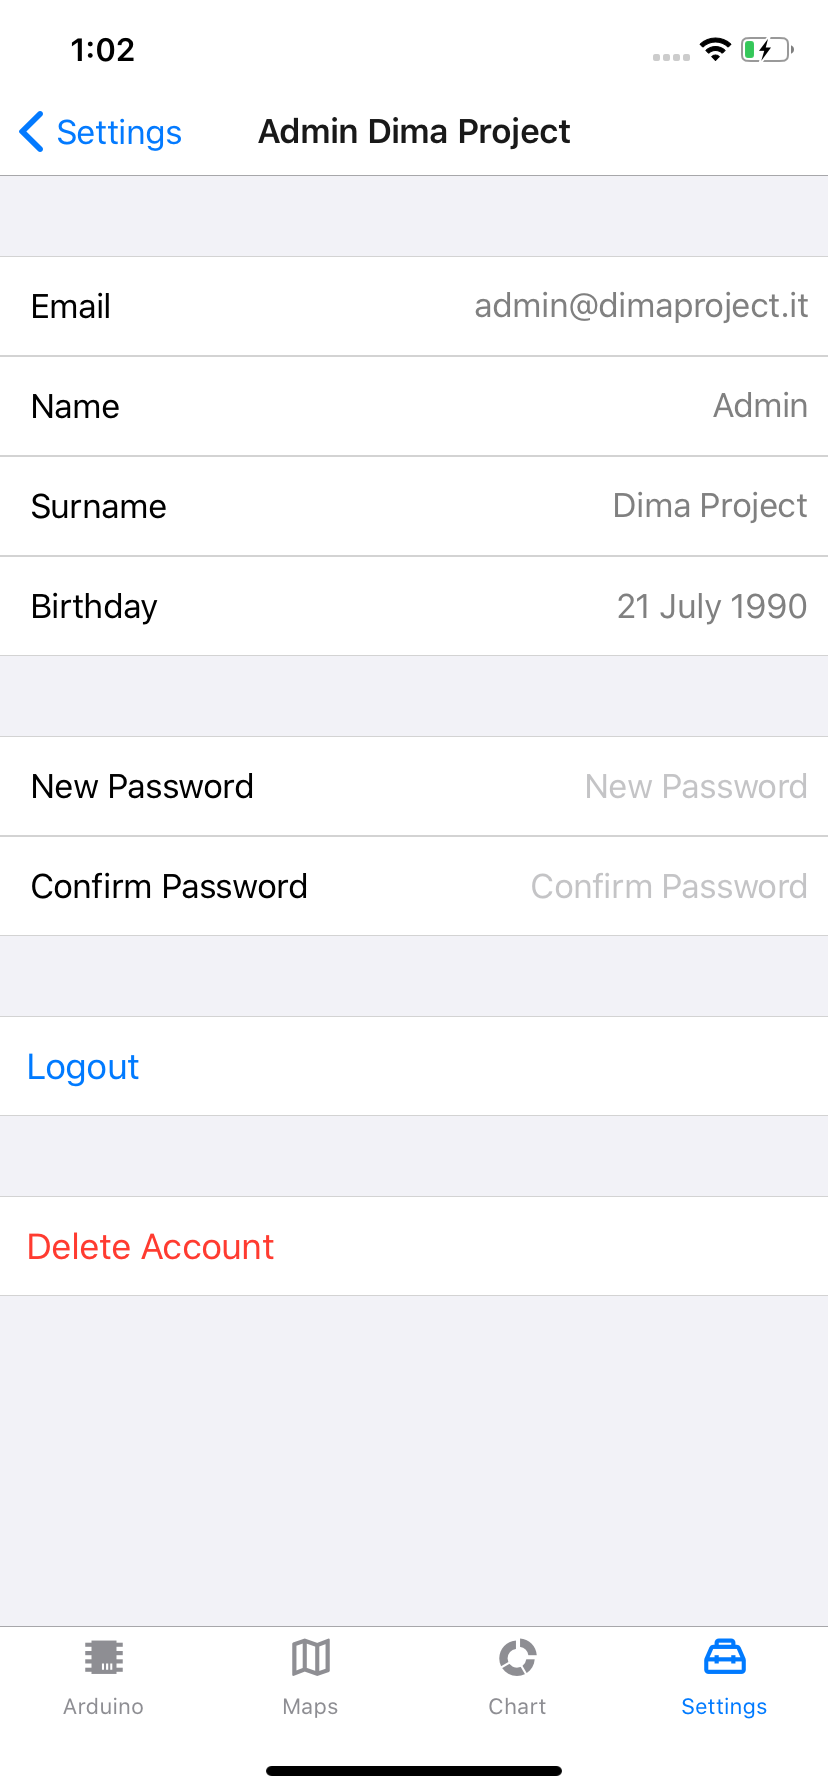 1:02
Settings Admin Dima Project
Email admin@dimaproject.it
Name Admin
Surname Dima Project
Birthday 21 July 1990
New Password New Password
Confirm Password Confirm Password
Logout
Delete Account
Arduino Maps Chart Settings